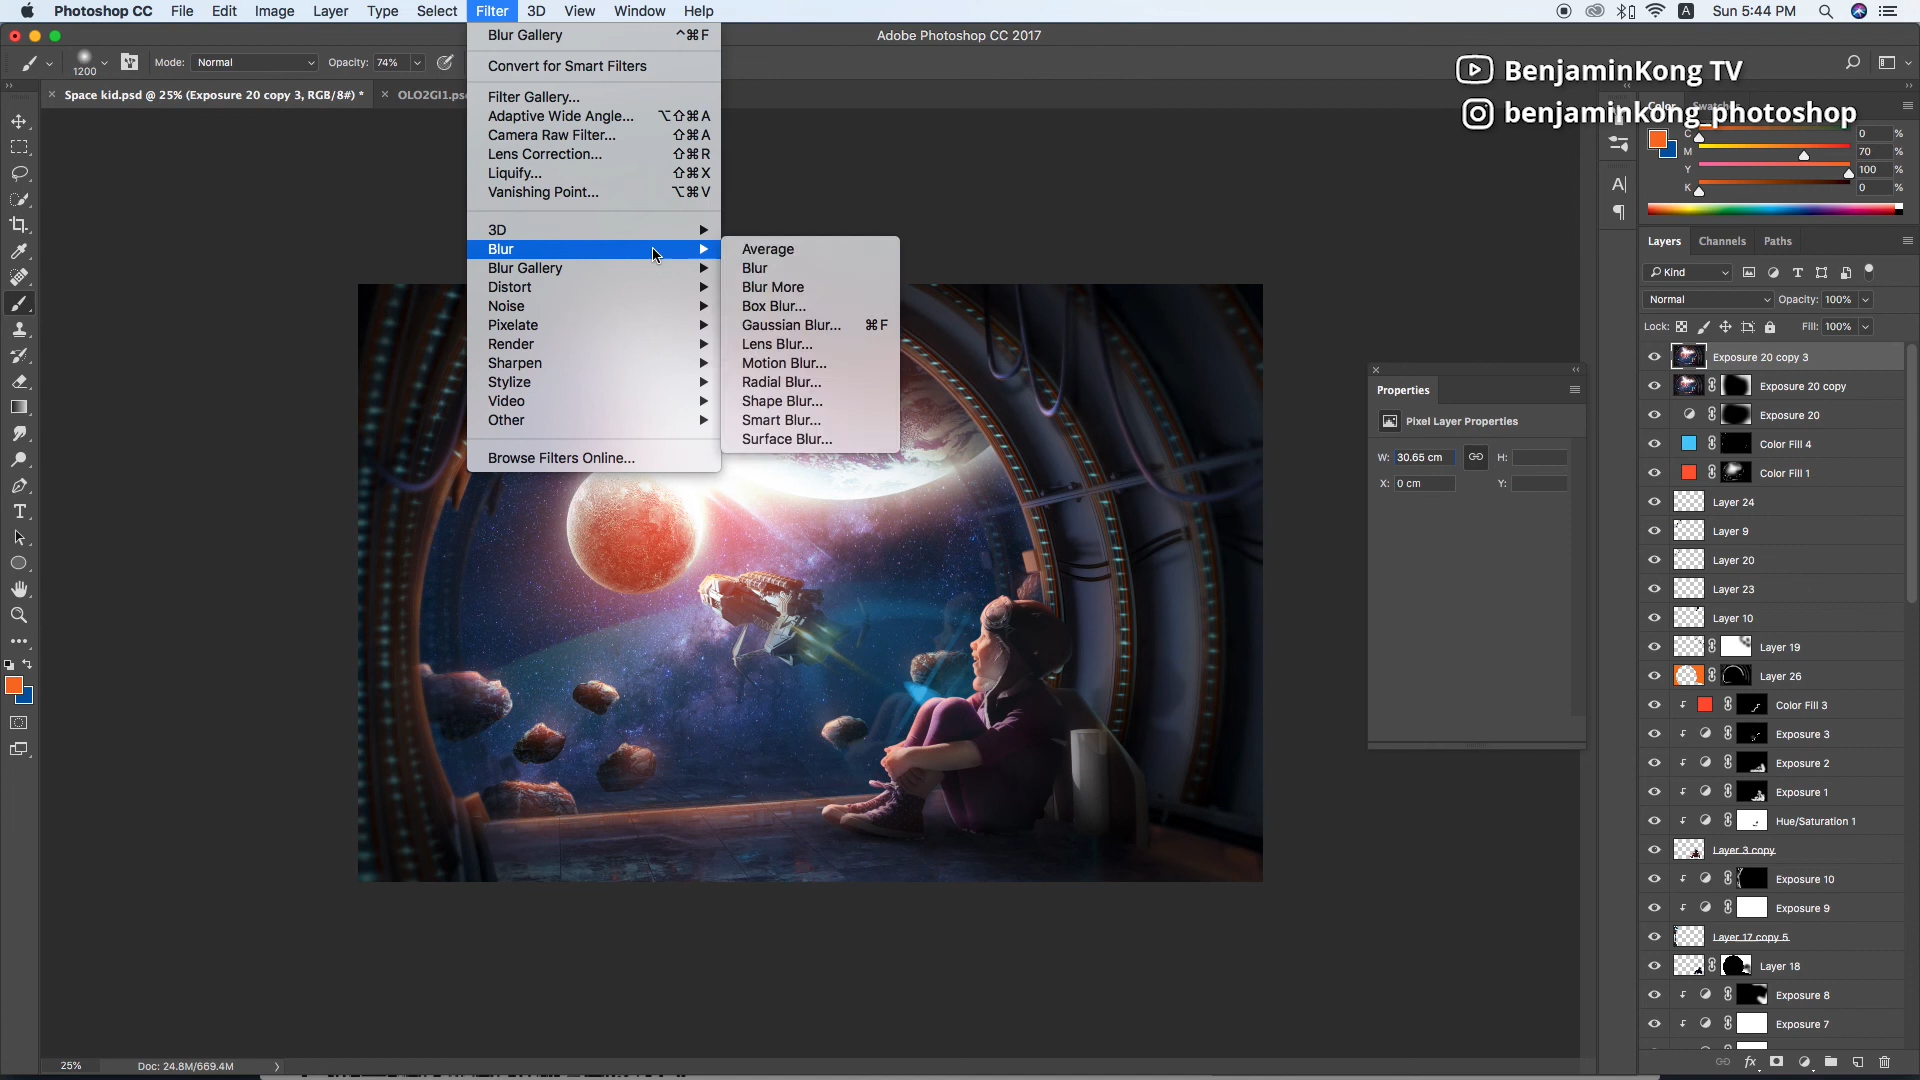 Photoshop CC File Edit Image Layer Type Select Filter 3D View Window Help A Sun 5:44 PM
Adobe Photoshop CC 2017
1200 Mode: Normal Opacity: 74%
Space kid.psd @ 25% (Exposure 20 copy 3, RGB/8#) *
Blur Gallery ^⌘F
Convert for Smart Filters
Filter Gallery...
Adaptive Wide Angle... ⌥⇧⌘A
Camera Raw Filter... ⇧⌘A
Lens Correction... ⇧⌘R
Liquify... ⇧⌘X
Vanishing Point... ⌥⌘V
3D
Blur
Blur Gallery
Distort
Noise
Pixelate
Render
Sharpen
Stylize
Video
Other
Browse Filters Online...
Average
Blur
Blur More
Box Blur...
Gaussian Blur... ⌘F
Lens Blur...
Motion Blur...
Radial Blur...
Shape Blur...
Smart Blur...
Surface Blur...
BenjaminKong TV
benjaminkong_photoshop
Color
C 0 %
M 70 %
Y 100 %
K 0 %
Properties
Pixel Layer Properties
W: 30.65 cm H:
X: 0 cm Y:
Layers Channels Paths
Kind
Normal Opacity: 100%
Lock: Fill: 100%
Exposure 20 copy 3
Exposure 20 copy
Exposure 20
Color Fill 4
Color Fill 1
Layer 24
Layer 9
Layer 20
Layer 23
Layer 10
Layer 19
Layer 26
Color Fill 3
Exposure 3
Exposure 2
Exposure 1
Hue/Saturation 1
Layer 3 copy
Exposure 10
Exposure 9
Layer 17 copy 5
Layer 18
Exposure 8
Exposure 7
25% Doc: 24.8M/669.4M